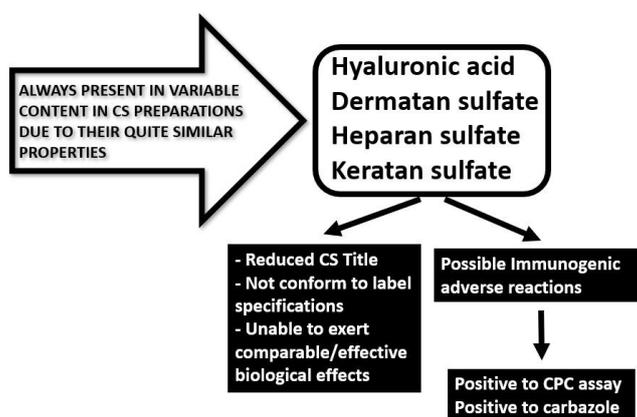 ALWAYS PRESENT IN VARIABLE
CONTENT IN CS PREPARATIONS
DUE TO THEIR QUITE SIMILAR
PROPERTIES
Hyaluronic acid
Dermatan sulfate
Heparan sulfate
Keratan sulfate
- Reduced CS Title
- Not conform to label
specifications
- Unable to exert
comparable/effective
biological effects
Possible Immunogenic
adverse reactions
Positive to CPC assay
Positive to carbazole